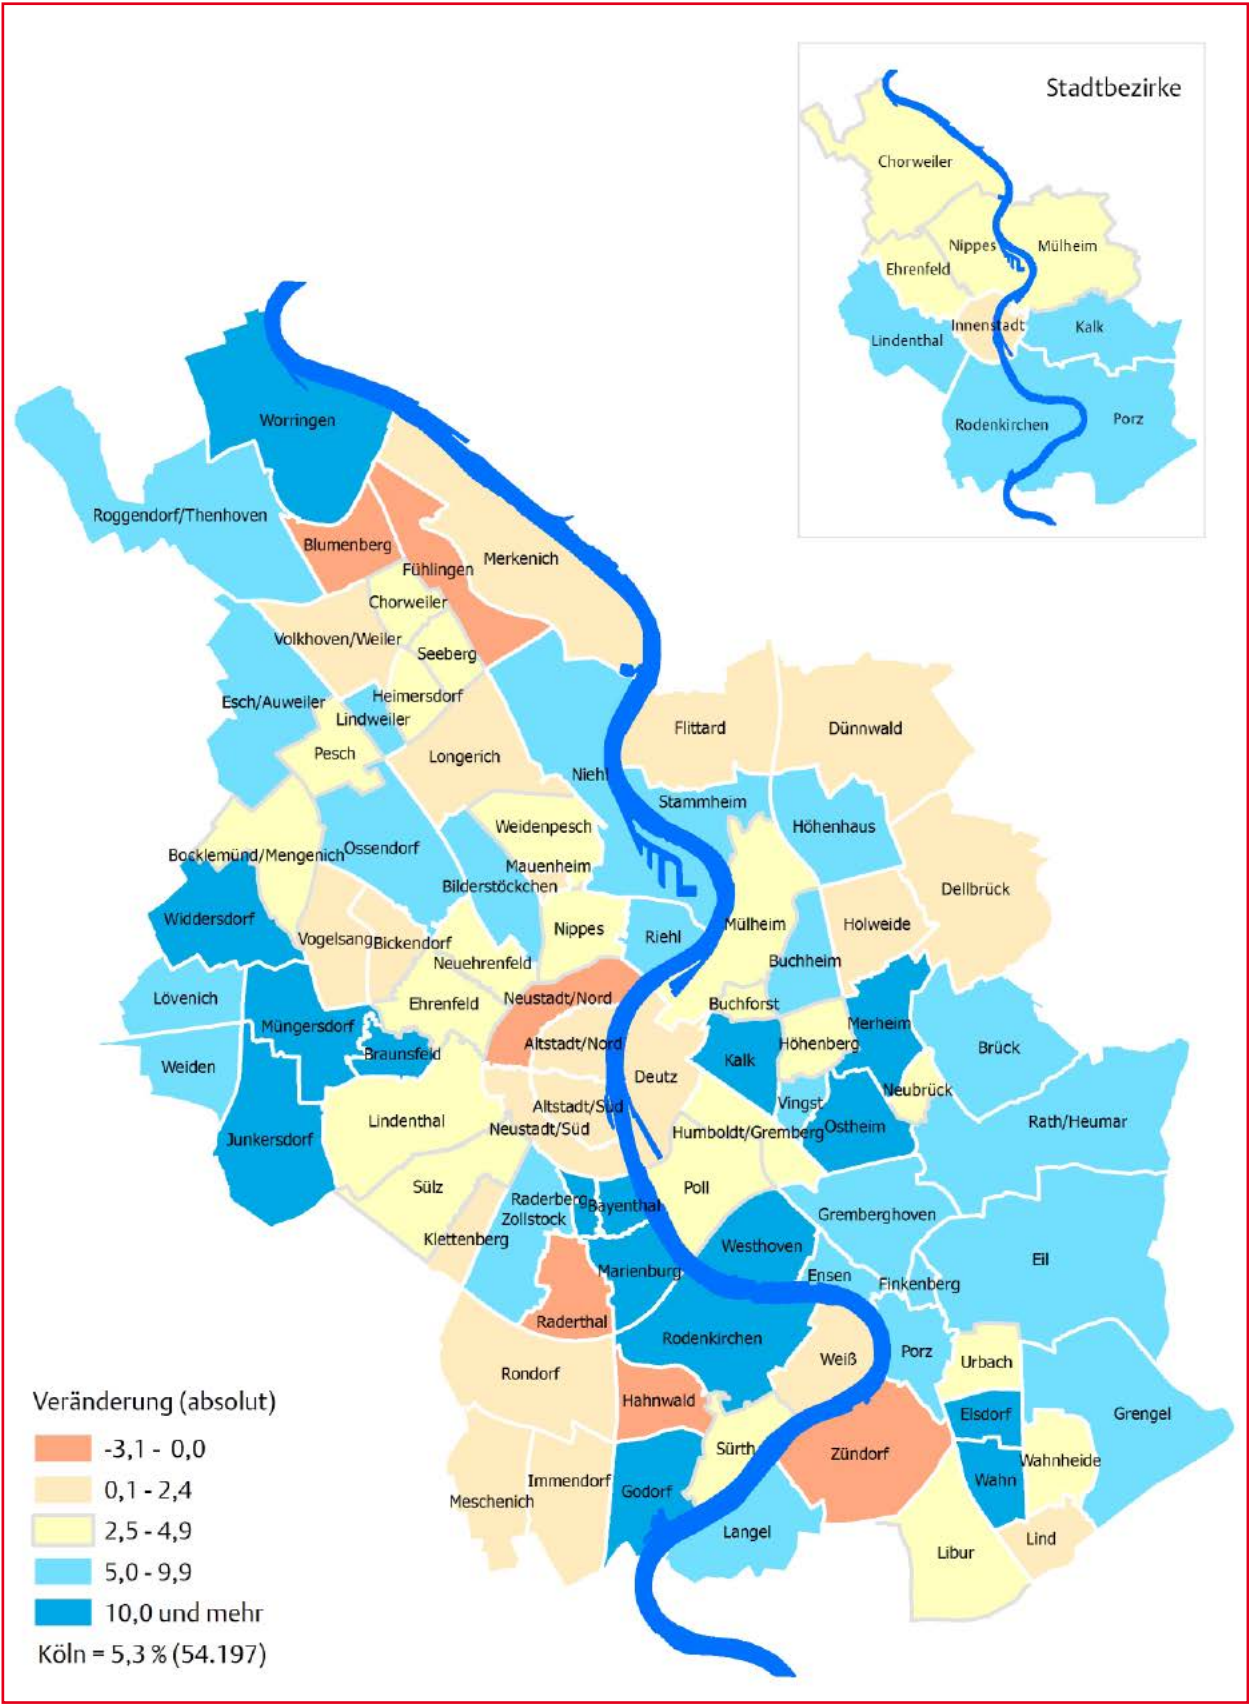 Stadtbezirke
Chorweiler
Nippes
Mülheim
Ehrenfeld
Innenstadt
Kalk
Lindenthal
Rodenkirchen
Porz
Worringen
Roggendorf/Thenhoven
Blumenberg
Fühlingen
Merkenich
Chorweiler
Volkhoven/Weiler
Seeberg
Heimersdorf
Esch/Auweiler
Lindweiler
Pesch
Longerich
Flittard
Dünnwald
Niehl
Stammheim
Höhenhaus
Weidenpesch
Bocklemünd/Mengenich
Ossendorf
Mauenheim
Bilderstöckchen
Dellbrück
Widdersdorf
Vogelsang
Bickendorf
Nippes
Riehl
Mülheim
Holweide
Neuehrenfeld
Buchheim
Lövenich
Ehrenfeld
Neustadt/Nord
Buchforst
Müngersdorf
Merheim
Altstadt/Nord
Höhenberg
Brück
Braunsfeld
Kalk
Weiden
Deutz
Neubrück
Altstadt/Süd
Vingst
Lindenthal
Neustadt/Süd
Humboldt/Gremberg
Ostheim
Rath/Heumar
Junkersdorf
Sülz
Poll
Raderberg
Bayenthal
Zollstock
Gremberghoven
Klettenberg
Westhoven
Eil
Marienburg
Ensen
Finkenberg
Raderthal
Rodenkirchen
Weiß
Porz
Urbach
Rondorf
Hahnwald
Elsdorf
Grengel
Sürth
Zündorf
Wahnheide
Immendorf
Godorf
Wahn
Meschenich
Langel
Lind
Libur
Veränderung (absolut)
-3,1 - 0,0
0,1 - 2,4
2,5 - 4,9
5,0 - 9,9
10,0 und mehr
Köln = 5,3 % (54.197)